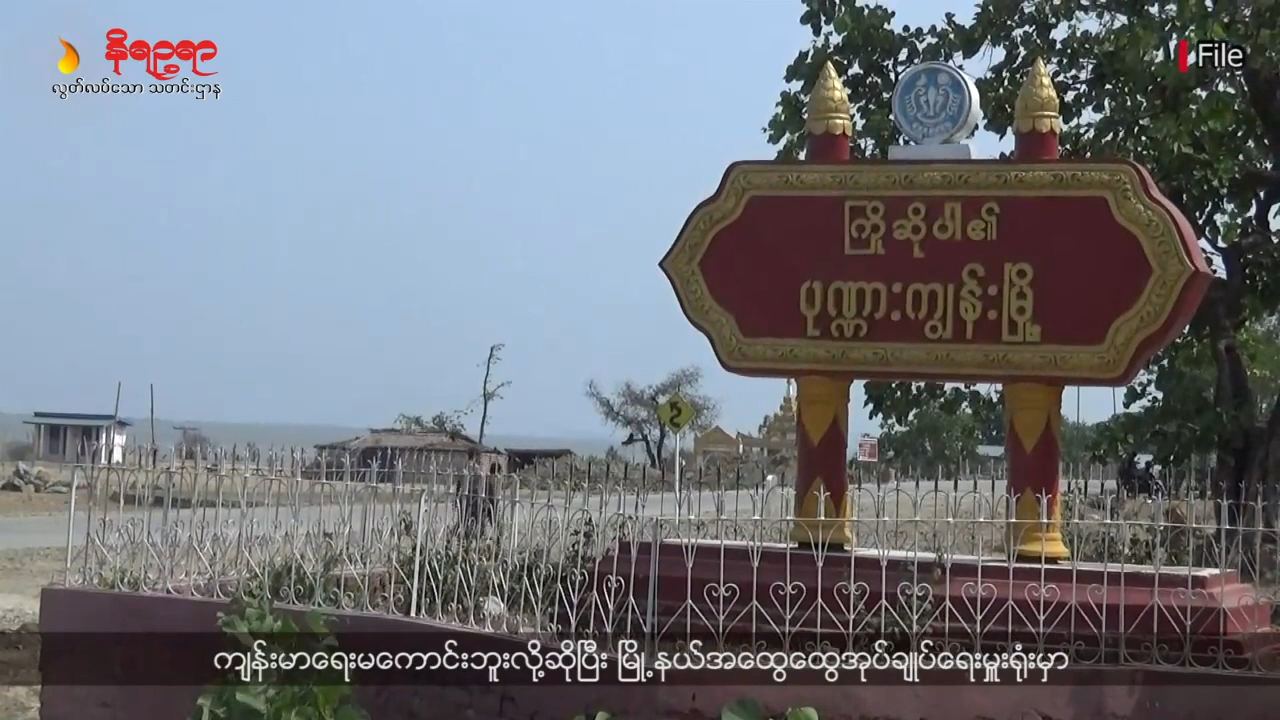 နိရဉ္စရာ
လွတ်လပ်သော သတင်းဌာန
File
ကြိုဆိုပါ၏
ပုဏ္ဏားကျွန်းမြို့
ကျန်းမာရေးမကောင်းဘူးလို့ဆိုပြီး မြို့နယ်အထွေထွေအုပ်ချုပ်ရေးမှူးရုံးမှာ